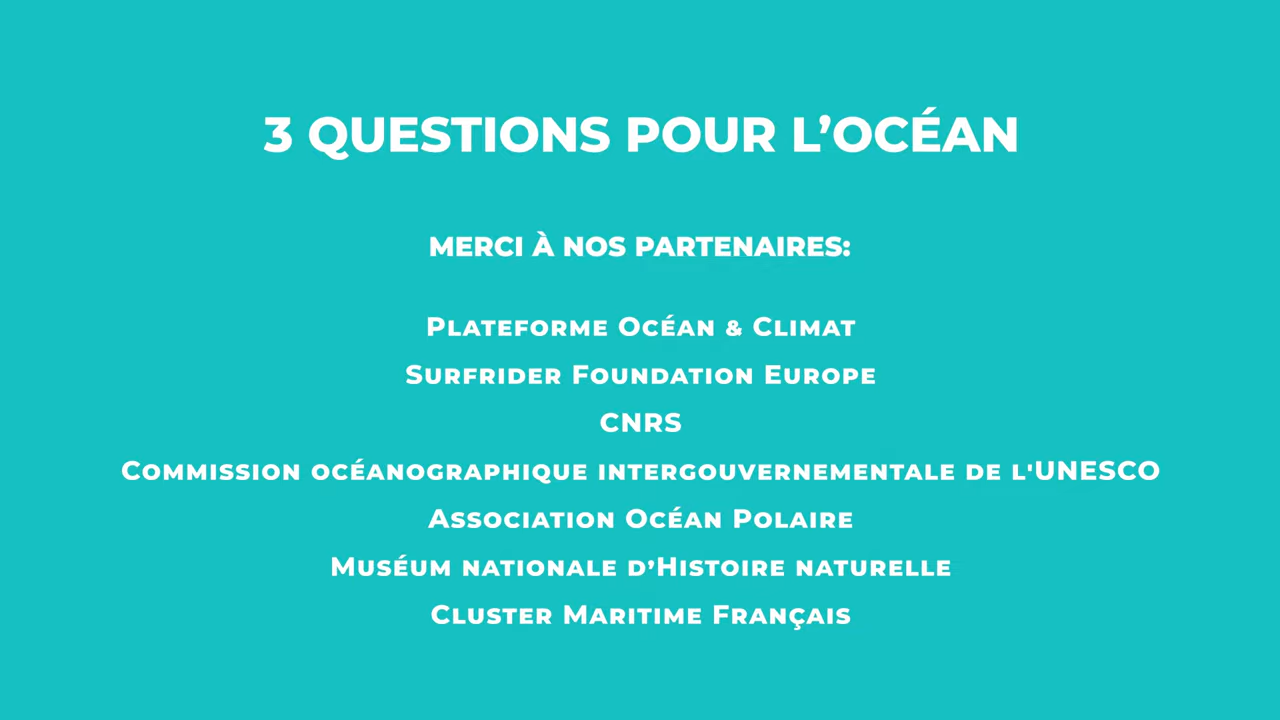 3 QUESTIONS POUR L’OCÉAN
MERCI À NOS PARTENAIRES:
Plateforme Océan & Climat
Surfrider Foundation Europe
CNRS
Commission océanographique intergouvernementale de l'UNESCO
Association Océan Polaire
Muséum nationale d’Histoire naturelle
Cluster Maritime Français